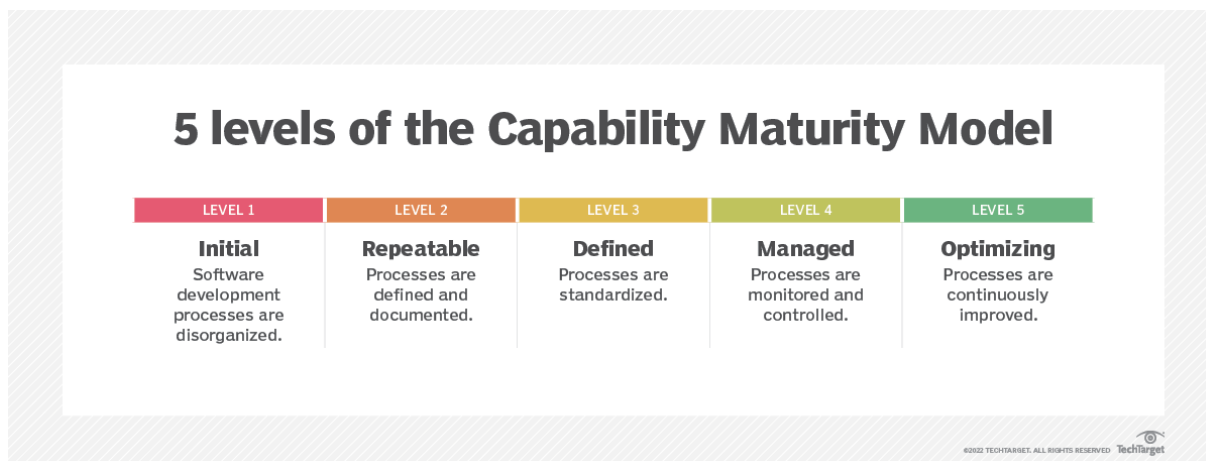 5 levels of the Capability Maturity Model
LEVEL 1
Initial
Software
development
processes are
disorganized.
LEVEL 2
Repeatable
Processes are
defined and
documented.
LEVEL 3
Defined
Processes are
standardized.
LEVEL 4
Managed
Processes are
monitored and
controlled.
LEVEL 5
Optimizing
Processes are
continuously
improved.
©2022 TECHTARGET. ALL RIGHTS RESERVED TechTarget